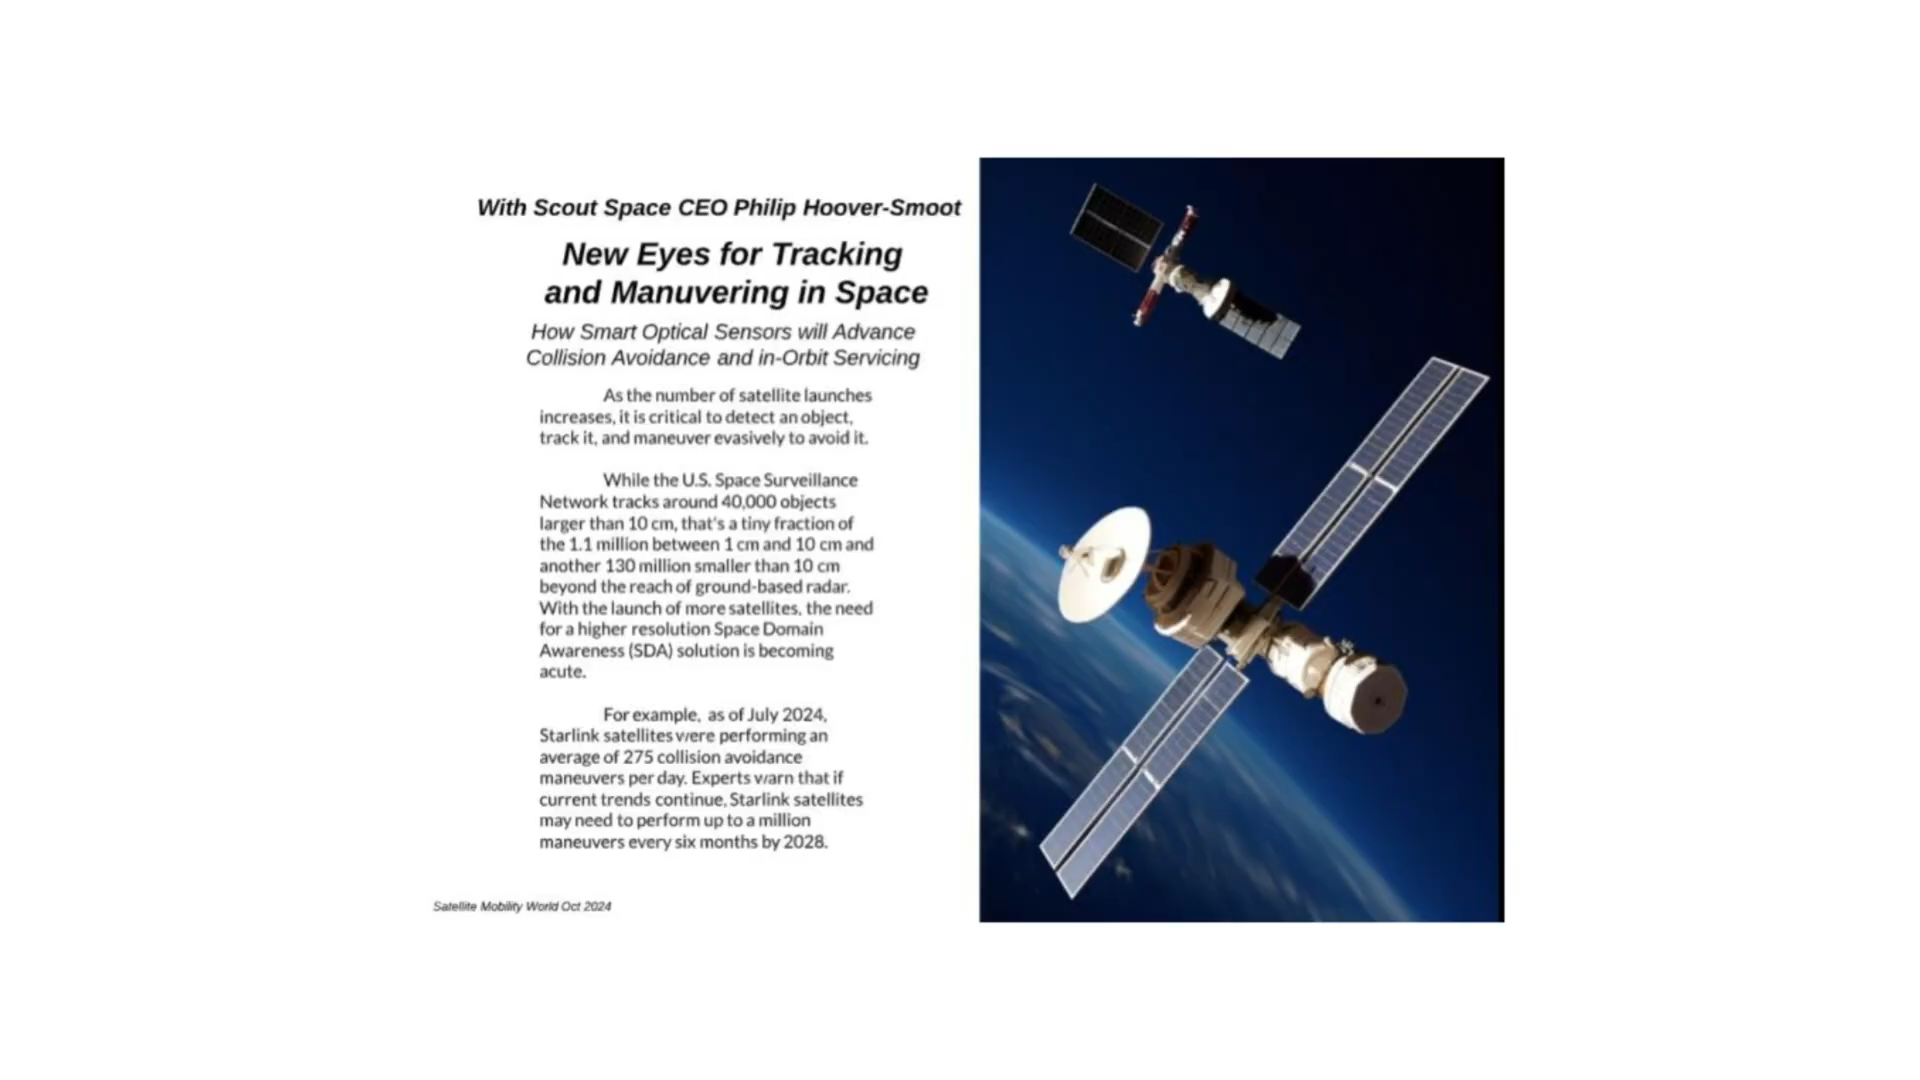 With Scout Space CEO Philip Hoover-Smoot
New Eyes for Tracking
and Manuvering in Space
How Smart Optical Sensors will Advance
Collision Avoidance and in-Orbit Servicing
As the number of satellite launches
increases, it is critical to detect an object,
track it, and maneuver evasively to avoid it.
While the U.S. Space Surveillance
Network tracks around 40,000 objects
larger than 10 cm, that's a tiny fraction of
the 1.1 million between 1 cm and 10 cm and
another 130 million smaller than 10 cm
beyond the reach of ground-based radar.
With the launch of more satellites, the need
for a higher resolution Space Domain
Awareness (SDA) solution is becoming
acute.
For example, as of July 2024,
Starlink satellites were performing an
average of 275 collision avoidance
maneuvers per day. Experts warn that if
current trends continue, Starlink satellites
may need to perform up to a million
maneuvers every six months by 2028.
Satellite Mobility World Oct 2024